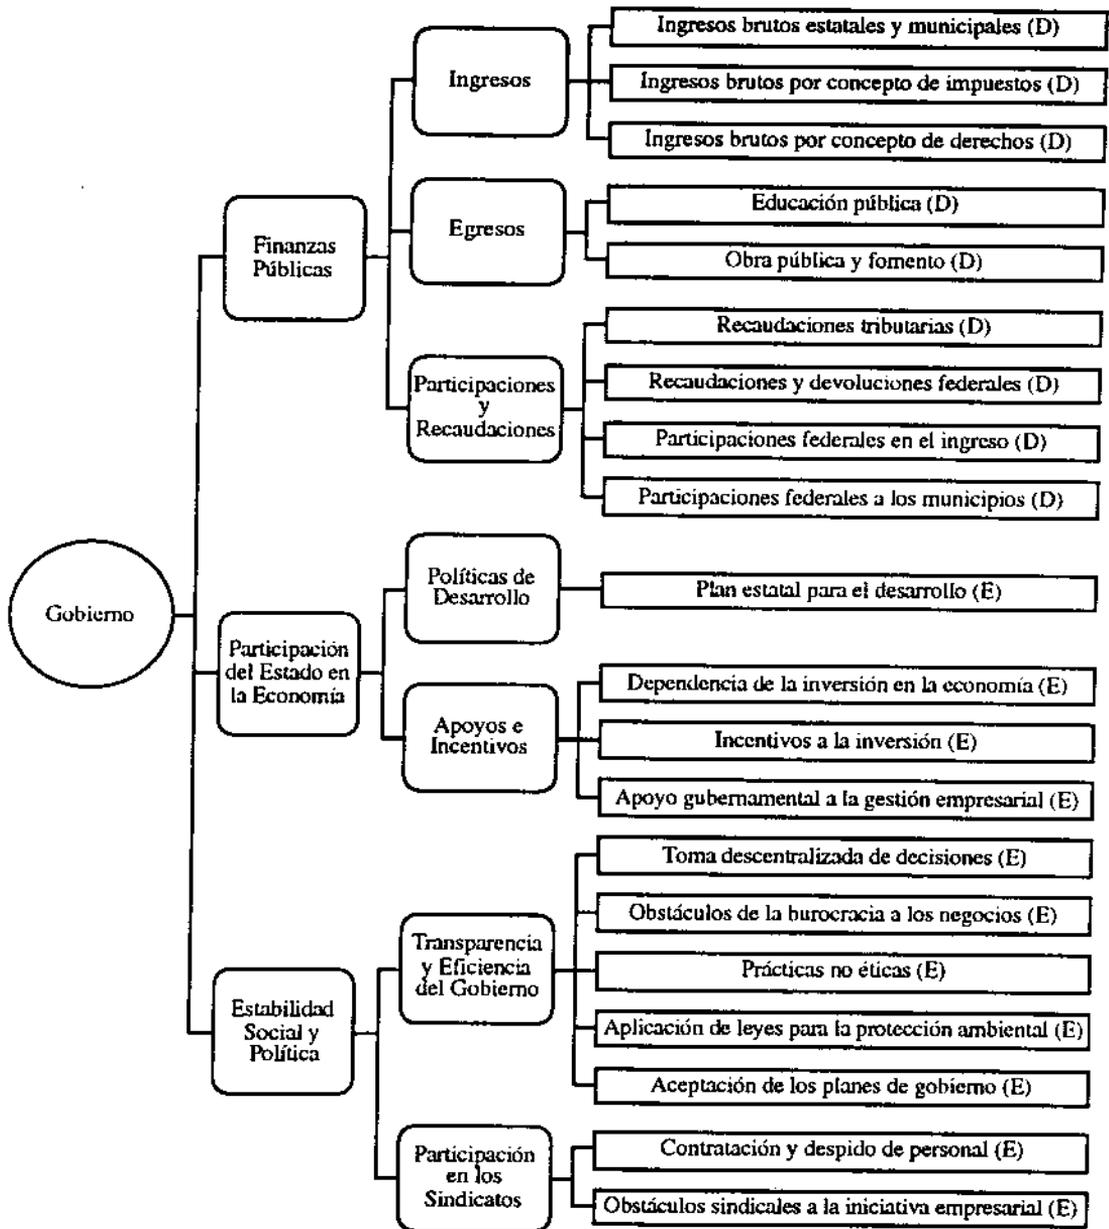 Gobierno
Finanzas
Públicas
Ingresos
Ingresos brutos estatales y municipales (D)
Ingresos brutos por concepto de impuestos (D)
Ingresos brutos por concepto de derechos (D)
Egresos
Educación pública (D)
Obra pública y fomento (D)
Participaciones
y
Recaudaciones
Recaudaciones tributarias (D)
Recaudaciones y devoluciones federales (D)
Participaciones federales en el ingreso (D)
Participaciones federales a los municipios (D)
Participación
del Estado en
la Economía
Políticas de
Desarrollo
Plan estatal para el desarrollo (E)
Apoyos e
Incentivos
Dependencia de la inversión en la economía (E)
Incentivos a la inversión (E)
Apoyo gubernamental a la gestión empresarial (E)
Estabilidad
Social y
Política
Transparencia
y Eficiencia
del Gobierno
Toma descentralizada de decisiones (E)
Obstáculos de la burocracia a los negocios (E)
Prácticas no éticas (E)
Aplicación de leyes para la protección ambiental (E)
Aceptación de los planes de gobierno (E)
Participación
en los
Sindicatos
Contratación y despido de personal (E)
Obstáculos sindicales a la iniciativa empresarial (E)